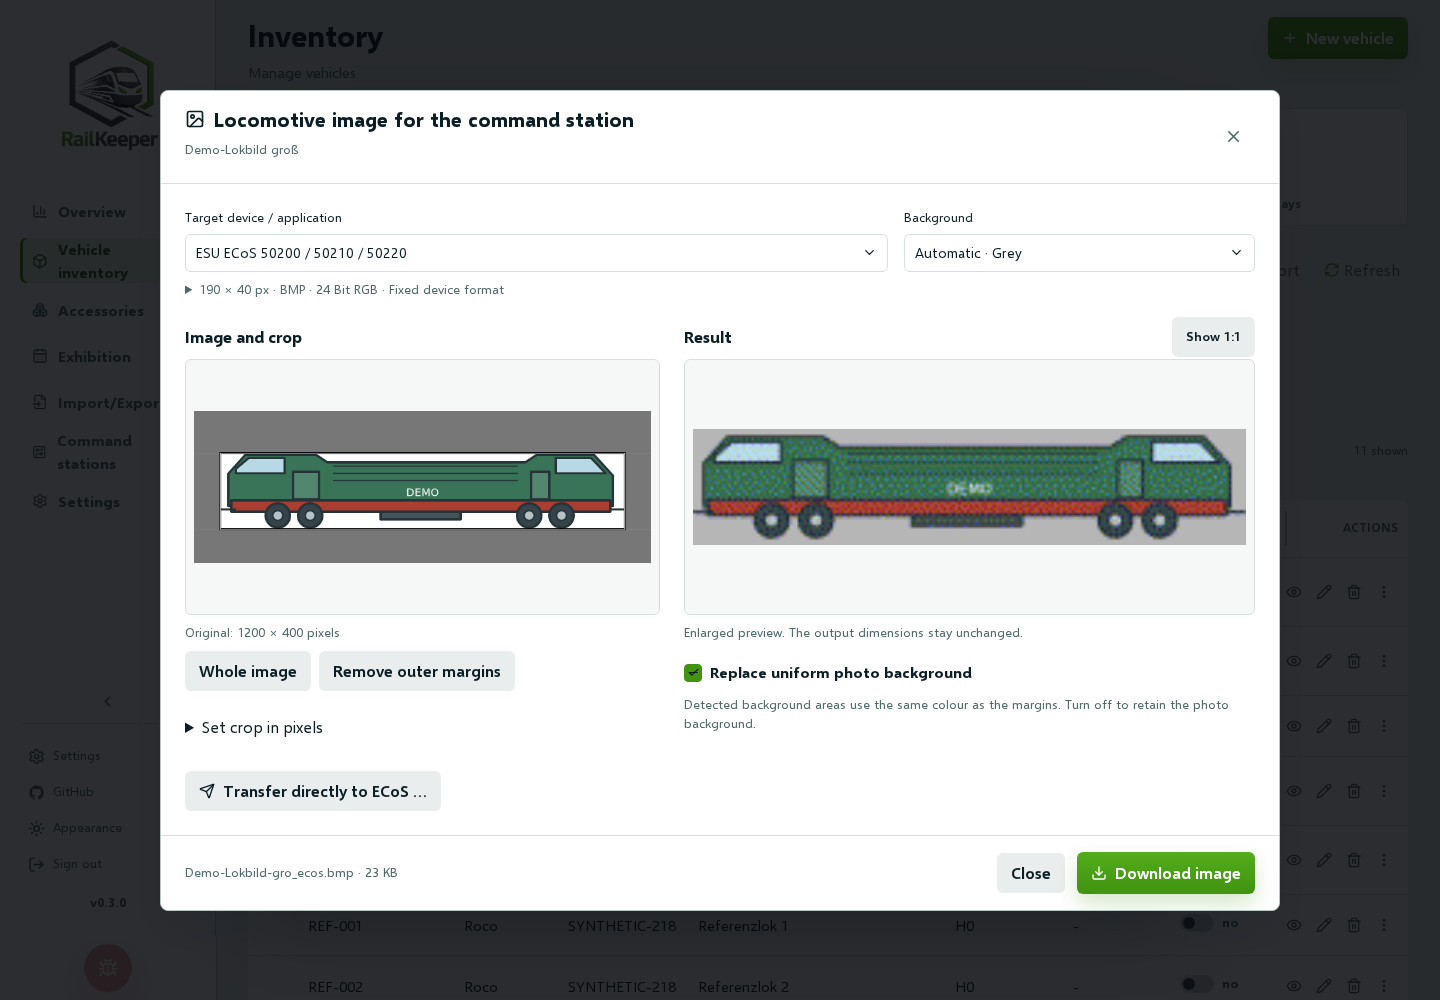 Inventory
Manage vehicles
New vehicle
RailKeeper
Overview
Vehicle
inventory
Accessories
Exhibition
Import/Expor
Command
stations
Settings
Settings
GitHub
Appearance
Sign out
v0.3.0
Locomotive image for the command station
Demo-Lokbild groß
Target device / application
Background
ESU ECoS 50200 / 50210 / 50220
Automatic · Grey
190 × 40 px · BMP · 24 Bit RGB · Fixed device format
Image and crop
Result
Show 1:1
DEMO
DEMO
Original: 1200 × 400 pixels
Enlarged preview. The output dimensions stay unchanged.
Whole image
Remove outer margins
Replace uniform photo background
Detected background areas use the same colour as the margins. Turn off to retain the photo
background.
Set crop in pixels
Transfer directly to ECoS ...
Demo-Lokbild-gro_ecos.bmp · 23 KB
Close
Download image
ays
ort
Refresh
11 shown
ACTIONS
REF-001 Roco SYNTHETIC-218 Referenzlok 1 H0 - no
REF-002 Roco SYNTHETIC-218 Referenzlok 2 H0 - no